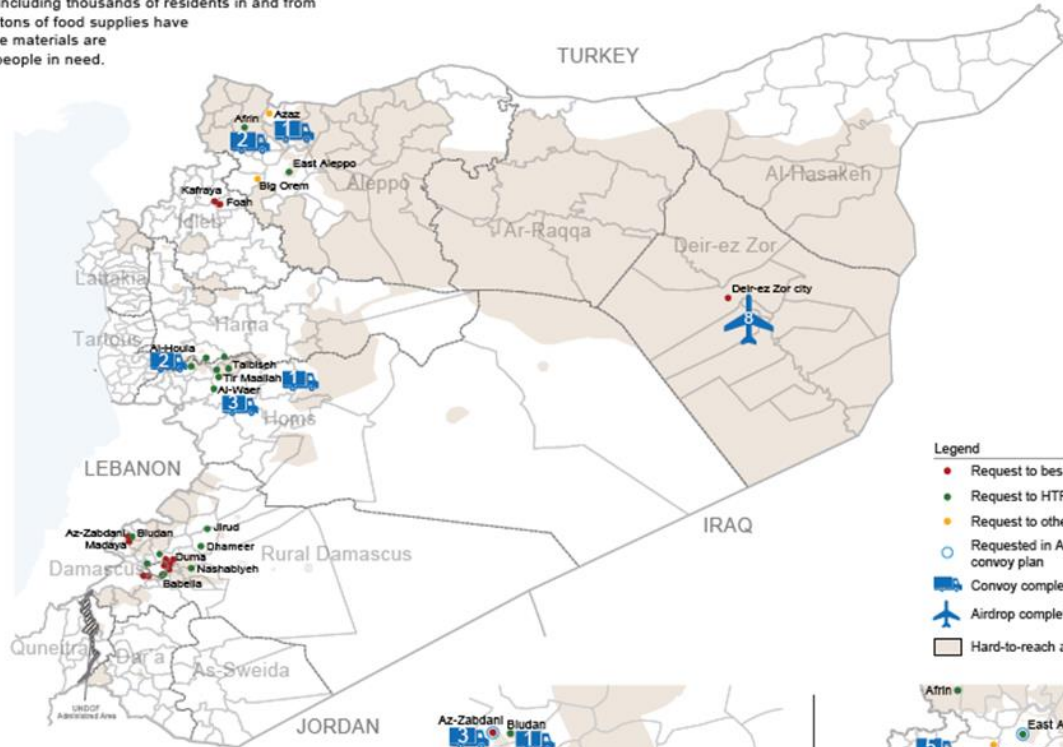 including thousands of residents in and from
tons of food supplies have
e materials are
people in need.
TURKEY
Afrin
Azaz
2
1
East Aleppo
Big Orem
Aleppo
Kafraya
Foah
Idleb
Al-Hasakeh
Ar-Raqqa
Deir-ez Zor
Deir-ez Zor city
8
Lattakia
Hama
Tartous
Al-Houla
2
Talbiseh
Tir Maallah
1
Al-Waer
3
Homs
LEBANON
IRAQ
Az-Zabdani
Bludan
Madaya
Jirud
Dhameer
Duma
Nashabiyeh
Rural Damascus
Damascus
Babella
Quneitra
Dar'a
As-Sweida
UNDOF
Administered Area
JORDAN
Legend
Request to bes
Request to HTR
Request to othe
Requested in A
convoy plan
Convoy comple
Airdrop comple
Hard-to-reach a
Az-Zabdani
Bludan
3
1
Afrin
East A